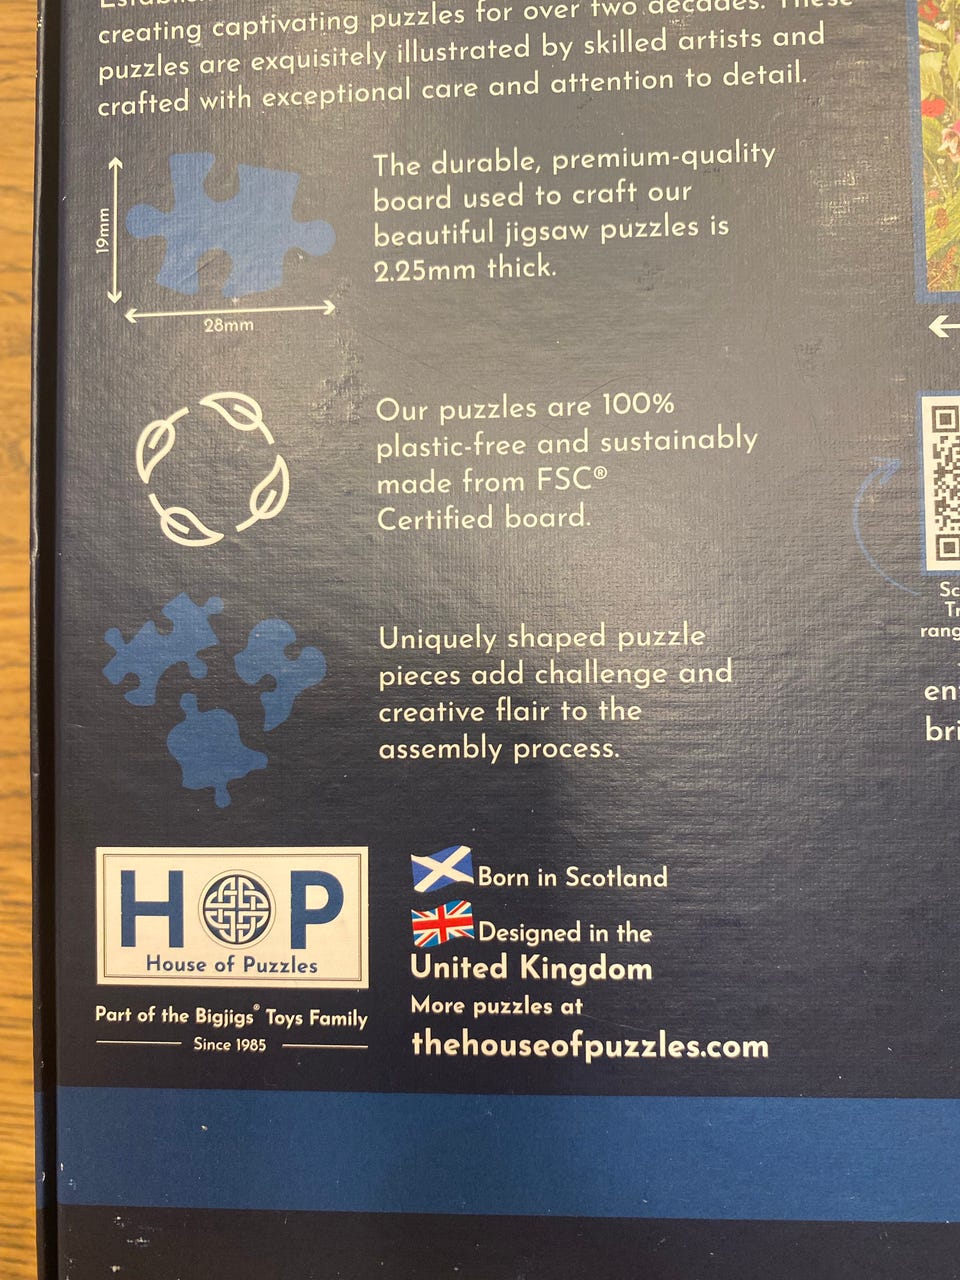 creating captivating puzzles for over two decades. These
puzzles are exquisitely illustrated by skilled artists and
crafted with exceptional care and attention to detail.
19mm
28mm
The durable, premium-quality
board used to craft our
beautiful jigsaw puzzles is
2.25mm thick.
Our puzzles are 100%
plastic-free and sustainably
made from FSC®
Certified board.
Uniquely shaped puzzle
pieces add challenge and
creative flair to the
assembly process.
HOP
House of Puzzles
Part of the Bigjigs® Toys Family
Since 1985
Born in Scotland
Designed in the
United Kingdom
More puzzles at
thehouseofpuzzles.com